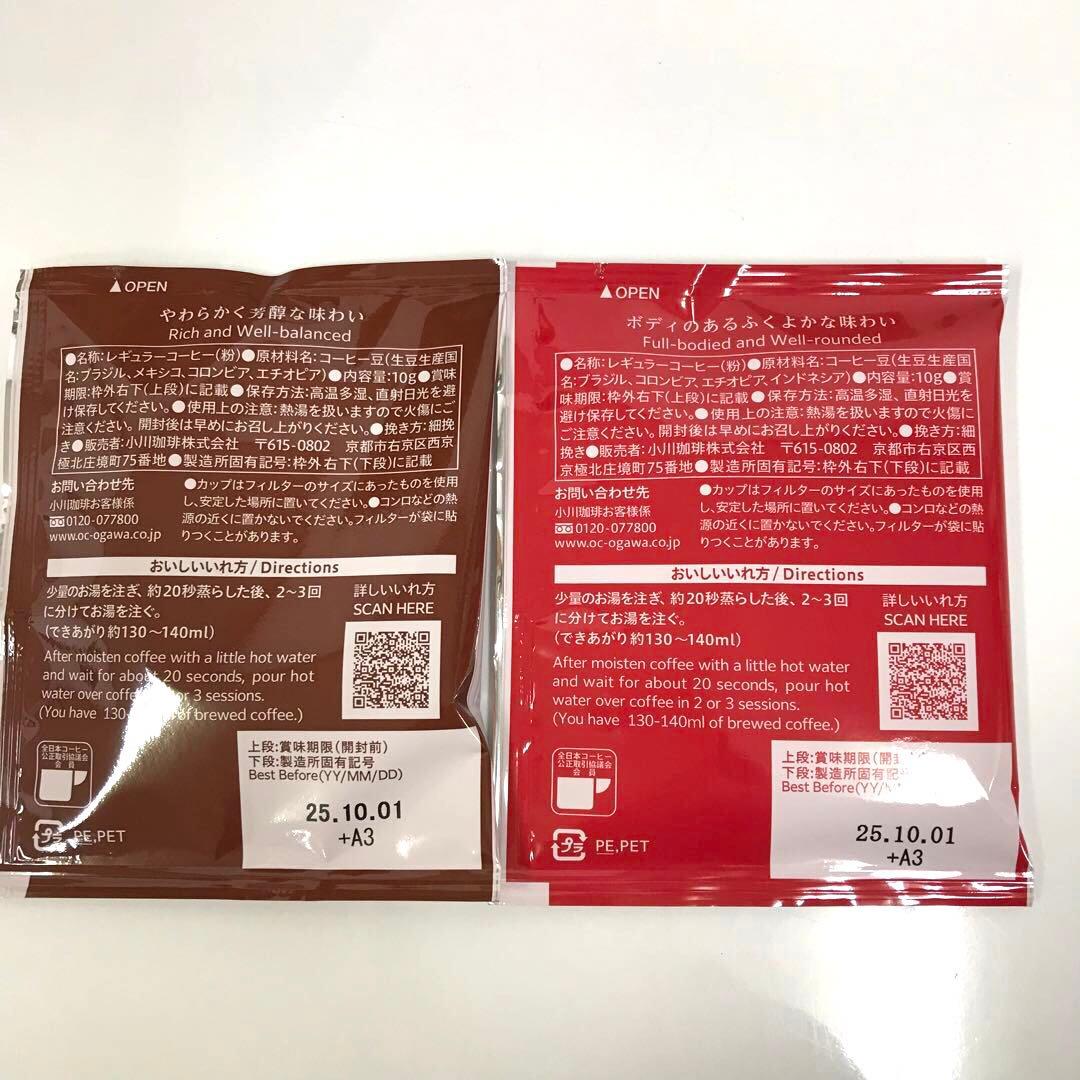 ▲OPEN
やわらかく芳醇な味わい
Rich and Well-balanced
●名称:レギュラーコーヒー(粉)●原材料名:コーヒー豆(生豆生産国
名:ブラジル、メキシコ、コロンビア、エチオピア)●内容量:10g●賞味
期限:枠外右下(上段)に記載●保存方法:高温多湿、直射日光を避
け保存してください。●使用上の注意:熱湯を扱いますので火傷にご
注意ください。開封後は早めにお召し上がりください。●挽き方:細挽
き●販売者:小川珈琲株式会社 〒615-0802 京都市右京区西京
極北庄境町75番地●製造所固有記号:枠外右下(下段)に記載
お問い合わせ先
小川珈琲お客様係
0120-077800
www.oc-ogawa.co.jp
●カップはフィルターのサイズにあったものを使用
し、安定した場所に置いてください。●コンロなどの熱
源の近くに置かないでください。フィルターが袋に貼
りつくことがあります。
おいしいいれ方/Directions
少量のお湯を注ぎ、約20秒蒸らした後、2~3回
に分けてお湯を注ぐ。
(できあがり約130~140ml)
After moisten coffee with a little hot water
and wait for about 20 seconds, pour hot
water over coffee or 3 sessions.
(You have 130- of brewed coffee.)
詳しいいれ方
SCAN HERE
全日本コーヒー
公正取引協議会
会員
プラ PE,PET
上段:賞味期限(開封前)
下段:製造所固有記号
Best Before(YY/MM/DD)
25.10.01
+A3
▲OPEN
ボディのあるふくよかな味わい
Full-bodied and Well-rounded
●名称:レギュラーコーヒー(粉)●原材料名:コーヒー豆(生豆生産国
名:ブラジル、コロンビア、エチオピア、インドネシア)●内容量:10g●賞
味期限:枠外右下(上段)に記載●保存方法:高温多湿、直射日光を
避け保存してください。●使用上の注意:熱湯を扱いますので火傷に
ご注意ください。開封後は早めにお召し上がりください。●挽き方:細
挽き●販売者:小川珈琲株式会社 〒615-0802 京都市右京区西
京極北庄境町75番地●製造所固有記号:枠外右下(下段)に記載
お問い合わせ先
小川珈琲お客様係
0120-077800
www.oc-ogawa.co.jp
●カップはフィルターのサイズにあったものを使用
し、安定した場所に置いてください。●コンロなどの熱
源の近くに置かないでください。フィルターが袋に貼
りつくことがあります。
おいしいいれ方/Directions
少量のお湯を注ぎ、約20秒蒸らした後、2~3回
に分けてお湯を注ぐ。
(できあがり約130~140ml)
After moisten coffee with a little hot water
and wait for about 20 seconds, pour hot
water over coffee in 2 or 3 sessions.
(You have 130-140ml of brewed coffee.)
詳しいいれ方
SCAN HERE
全日本コーヒー
公正取引協議会
会員
プラ PE,PET
上段:賞味期限(開
下段:製造所固有記
Best Before(YY/
25.10.01
+A3